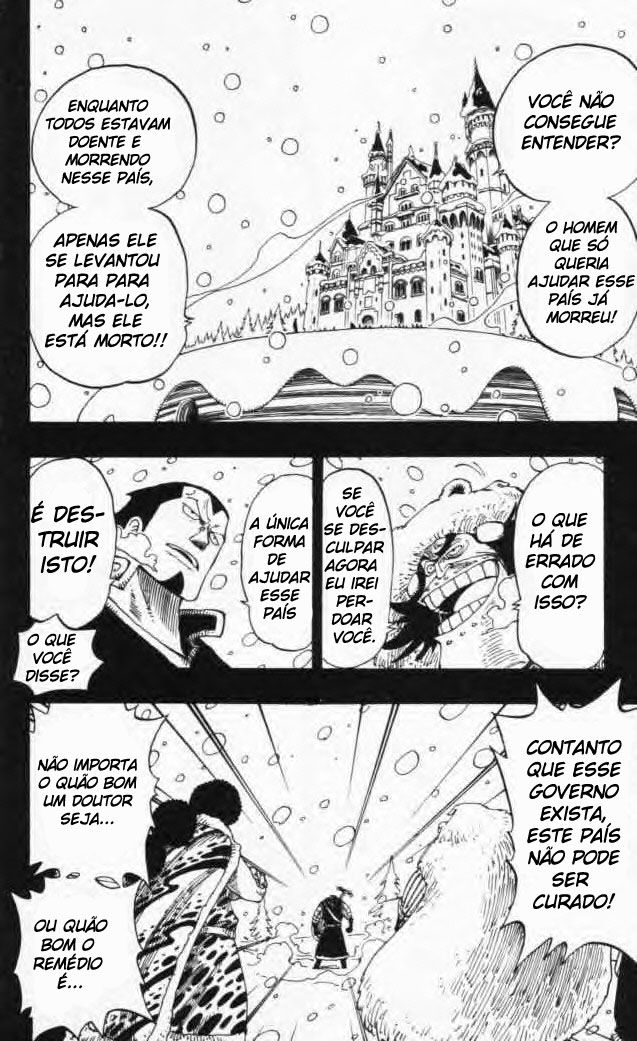 VOCÊ NÃO
CONSEGUE
ENTENDER?
O HOMEM
QUE SÓ
QUERIA
AJUDAR ESSE
PAÍS JÁ
MORREU!
ENQUANTO
TODOS ESTAVAM
DOENTE E
MORRENDO
NESSE PAÍS,
APENAS ELE
SE LEVANTOU
PARA PARA
AJUDA-LO,
MAS ELE
ESTÁ MORTO!!
O QUE
HÁ DE
ERRADO
COM
ISSO?
SE
VOCÊ
SE DES-
CULPAR
AGORA
EU IREI
PER-
DOAR
VOCÊ.
A ÚNICA
FORMA
DE
AJUDAR
ESSE
PAÍS
É DES-
TRUIR
ISTO!
O QUE
VOCÊ
DISSE?
CONTANTO
QUE ESSE
GOVERNO
EXISTA,
ESTE PAÍS
NÃO PODE
SER
CURADO!
NÃO IMPORTA
O QUÃO BOM
UM DOUTOR
SEJA...
OU QUÃO
BOM O
REMÉDIO
É...